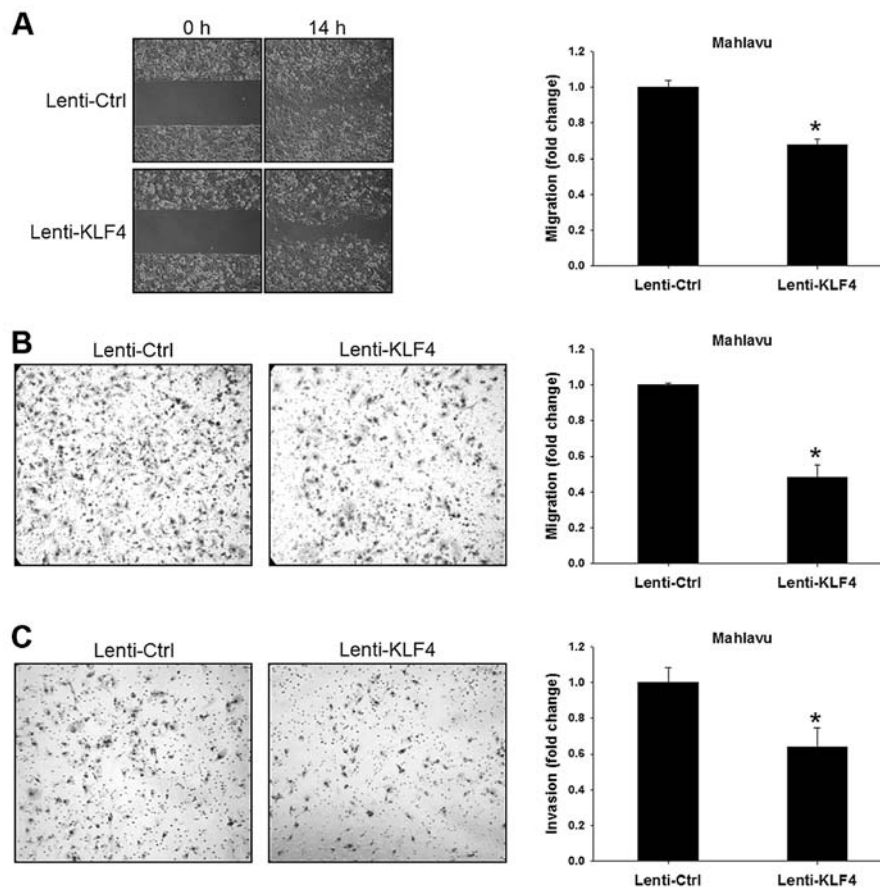 A
0 h 14 h
Lenti-Ctrl
Lenti-KLF4
Mahlavu
Migration (fold change)
1.2
1.0
0.8
0.6
0.4
0.2
0.0
*
Lenti-Ctrl Lenti-KLF4
B
Lenti-Ctrl Lenti-KLF4
Mahlavu
Migration (fold change)
1.2
1.0
0.8
0.6
0.4
0.2
0.0
*
Lenti-Ctrl Lenti-KLF4
C
Lenti-Ctrl Lenti-KLF4
Mahlavu
Invasion (fold change)
1.2
1.0
0.8
0.6
0.4
0.2
0.0
*
Lenti-Ctrl Lenti-KLF4